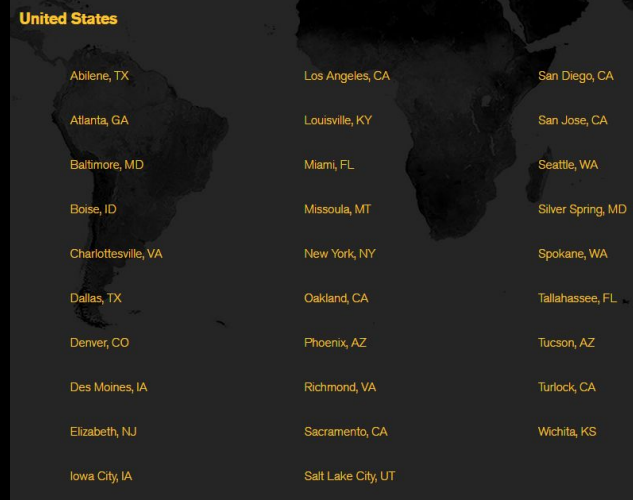 United States
Abilene, TX
Atlanta, GA
Baltimore, MD
Boise, ID
Charlottesville, VA
Dallas, TX
Denver, CO
Des Moines, IA
Elizabeth, NJ
Iowa City, IA
Los Angeles, CA
Louisville, KY
Miami, FL
Missoula, MT
New York, NY
Oakland, CA
Phoenix, AZ
Richmond, VA
Sacramento, CA
Salt Lake City, UT
San Diego, CA
San Jose, CA
Seattle, WA
Silver Spring, MD
Spokane, WA
Tallahassee, FL
Tucson, AZ
Turlock, CA
Wichita, KS